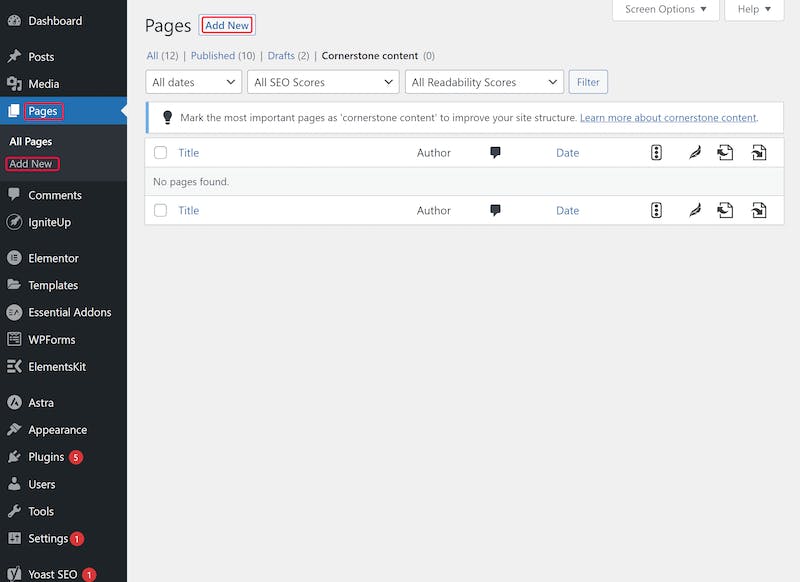 Dashboard
Posts
Media
Pages
All Pages
Add New
Comments
IgniteUp
Elementor
Templates
Essential Addons
WPForms
ElementsKit
Astra
Appearance
Plugins 5
Users
Tools
Settings 1
Yoast SEO 1
Screen Options ▼ Help ▼
Pages Add New
All (12) | Published (10) | Drafts (2) | Cornerstone content (0)
All dates All SEO Scores All Readability Scores Filter
Mark the most important pages as 'cornerstone content' to improve your site structure. Learn more about cornerstone content.
Title Author Date
No pages found.
Title Author Date